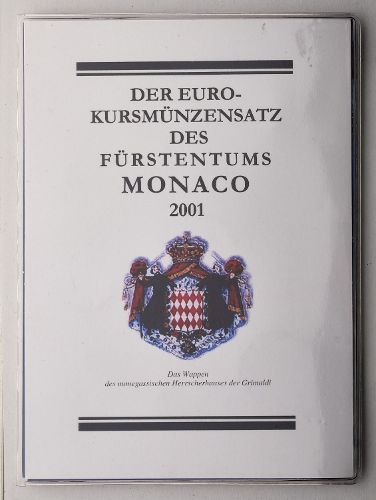 DER EURO-
KURSMÜNZENSATZ
DES
FÜRSTENTUMS
MONACO
2001
Das Wappen
des monegassischen Herrscherhauses der Grimaldi